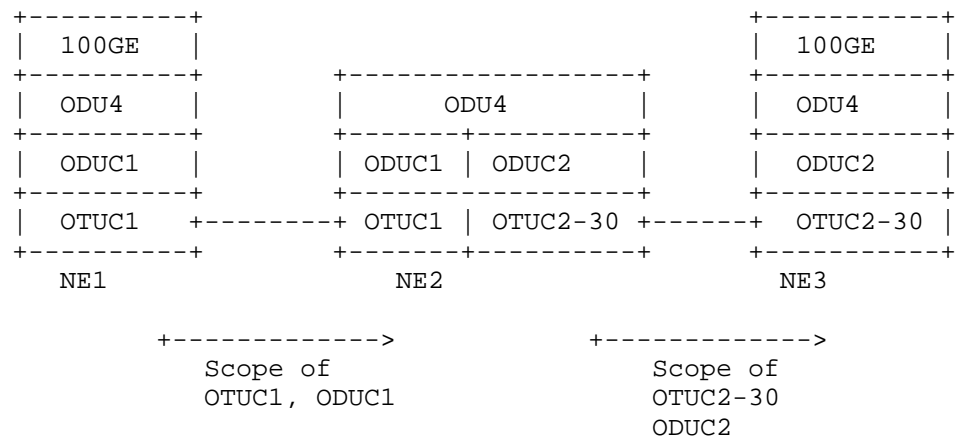 100GE 100GE
ODU4 ODU4 ODU4
ODUC1 ODUC1 ODUC2 ODUC2
OTUC1 OTUC1 OTUC2-30 OTUC2-30
NE1 NE2 NE3
Scope of Scope of
OTUC1, ODUC1 OTUC2-30
ODUC2